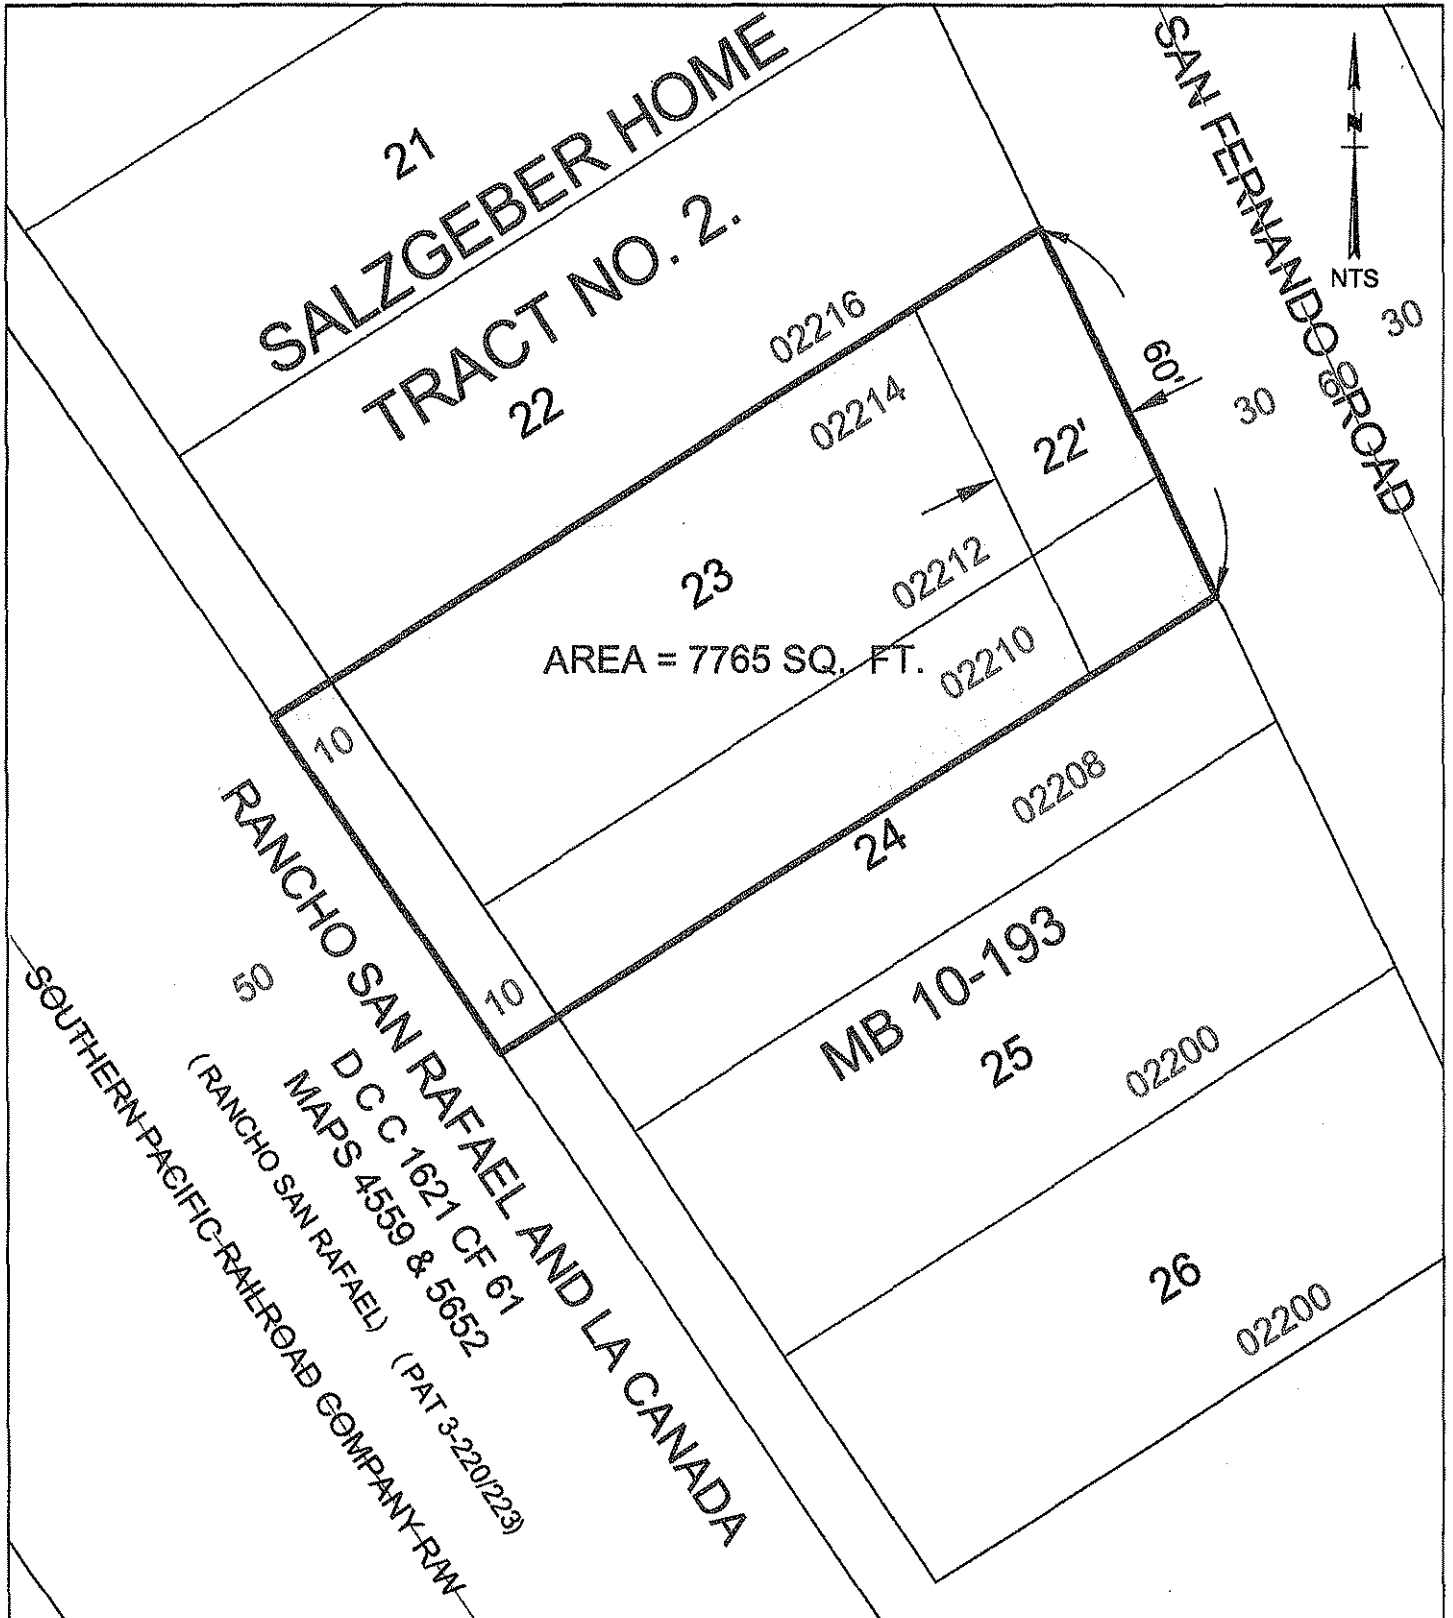 SAN FERNANDO ROAD
NTS
30
30
60
21
SALZGEBER HOME
TRACT NO. 2.
22
02216
02214
60'
22'
23
02212
AREA = 7765 SQ. FT.
02210
10
24
02208
10
MB 10-193
25
02200
26
02200
RANCHO SAN RAFAEL AND LA CANADA
D C C 1621 CF 61
MAPS 4559 & 5652
50
(RANCHO SAN RAFAEL) (PAT 3-220/223)
SOUTHERN PACIFIC RAILROAD COMPANY R/W
N